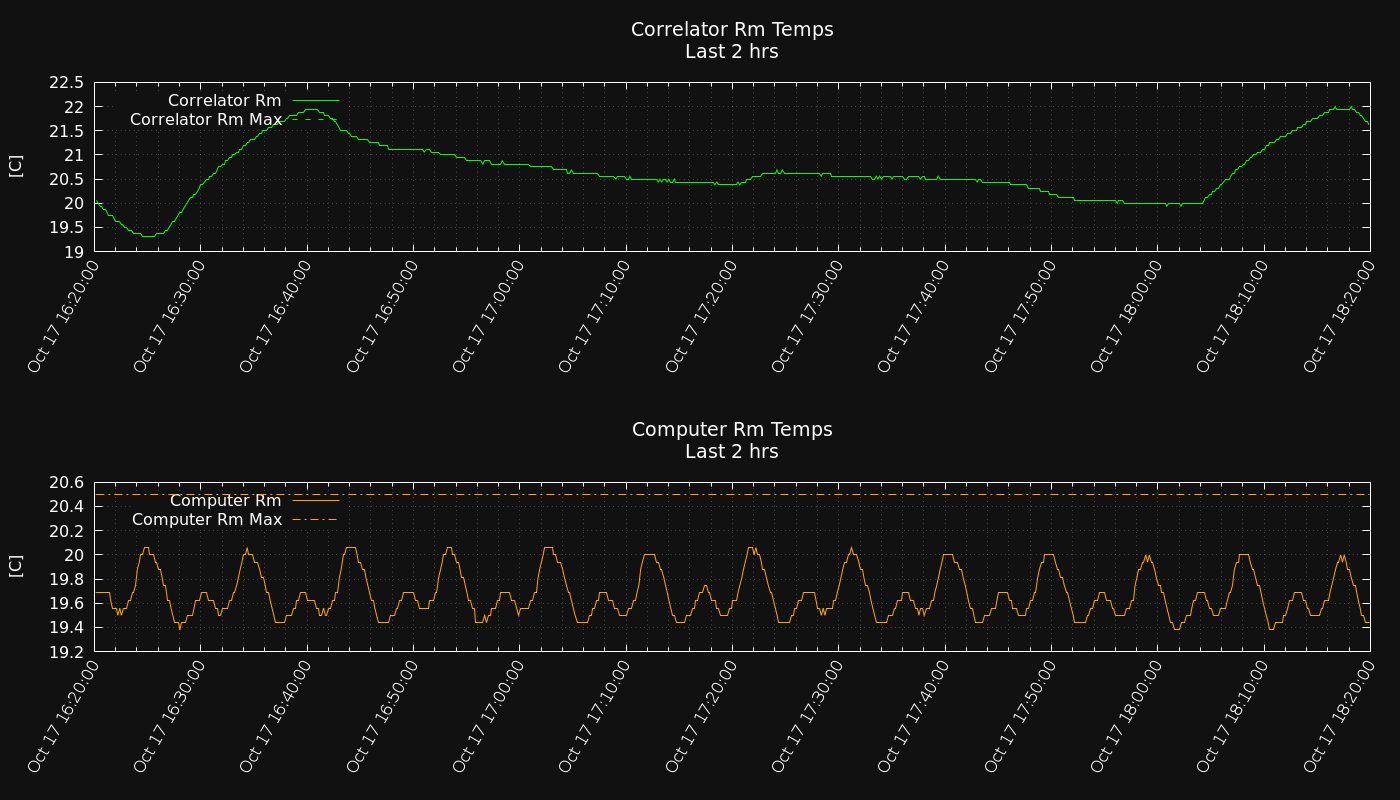 Correlator Rm Temps
Last 2 hrs
22.5
22
21.5
21
20.5
20
19.5
19
[C]
Correlator Rm
Correlator Rm Max
Oct 17 16:20:00
Oct 17 16:30:00
Oct 17 16:40:00
Oct 17 16:50:00
Oct 17 17:00:00
Oct 17 17:10:00
Oct 17 17:20:00
Oct 17 17:30:00
Oct 17 17:40:00
Oct 17 17:50:00
Oct 17 18:00:00
Oct 17 18:10:00
Oct 17 18:20:00
Computer Rm Temps
Last 2 hrs
20.6
20.4
20.2
20
19.8
19.6
19.4
19.2
[C]
Computer Rm
Computer Rm Max
Oct 17 16:20:00
Oct 17 16:30:00
Oct 17 16:40:00
Oct 17 16:50:00
Oct 17 17:00:00
Oct 17 17:10:00
Oct 17 17:20:00
Oct 17 17:30:00
Oct 17 17:40:00
Oct 17 17:50:00
Oct 17 18:00:00
Oct 17 18:10:00
Oct 17 18:20:00